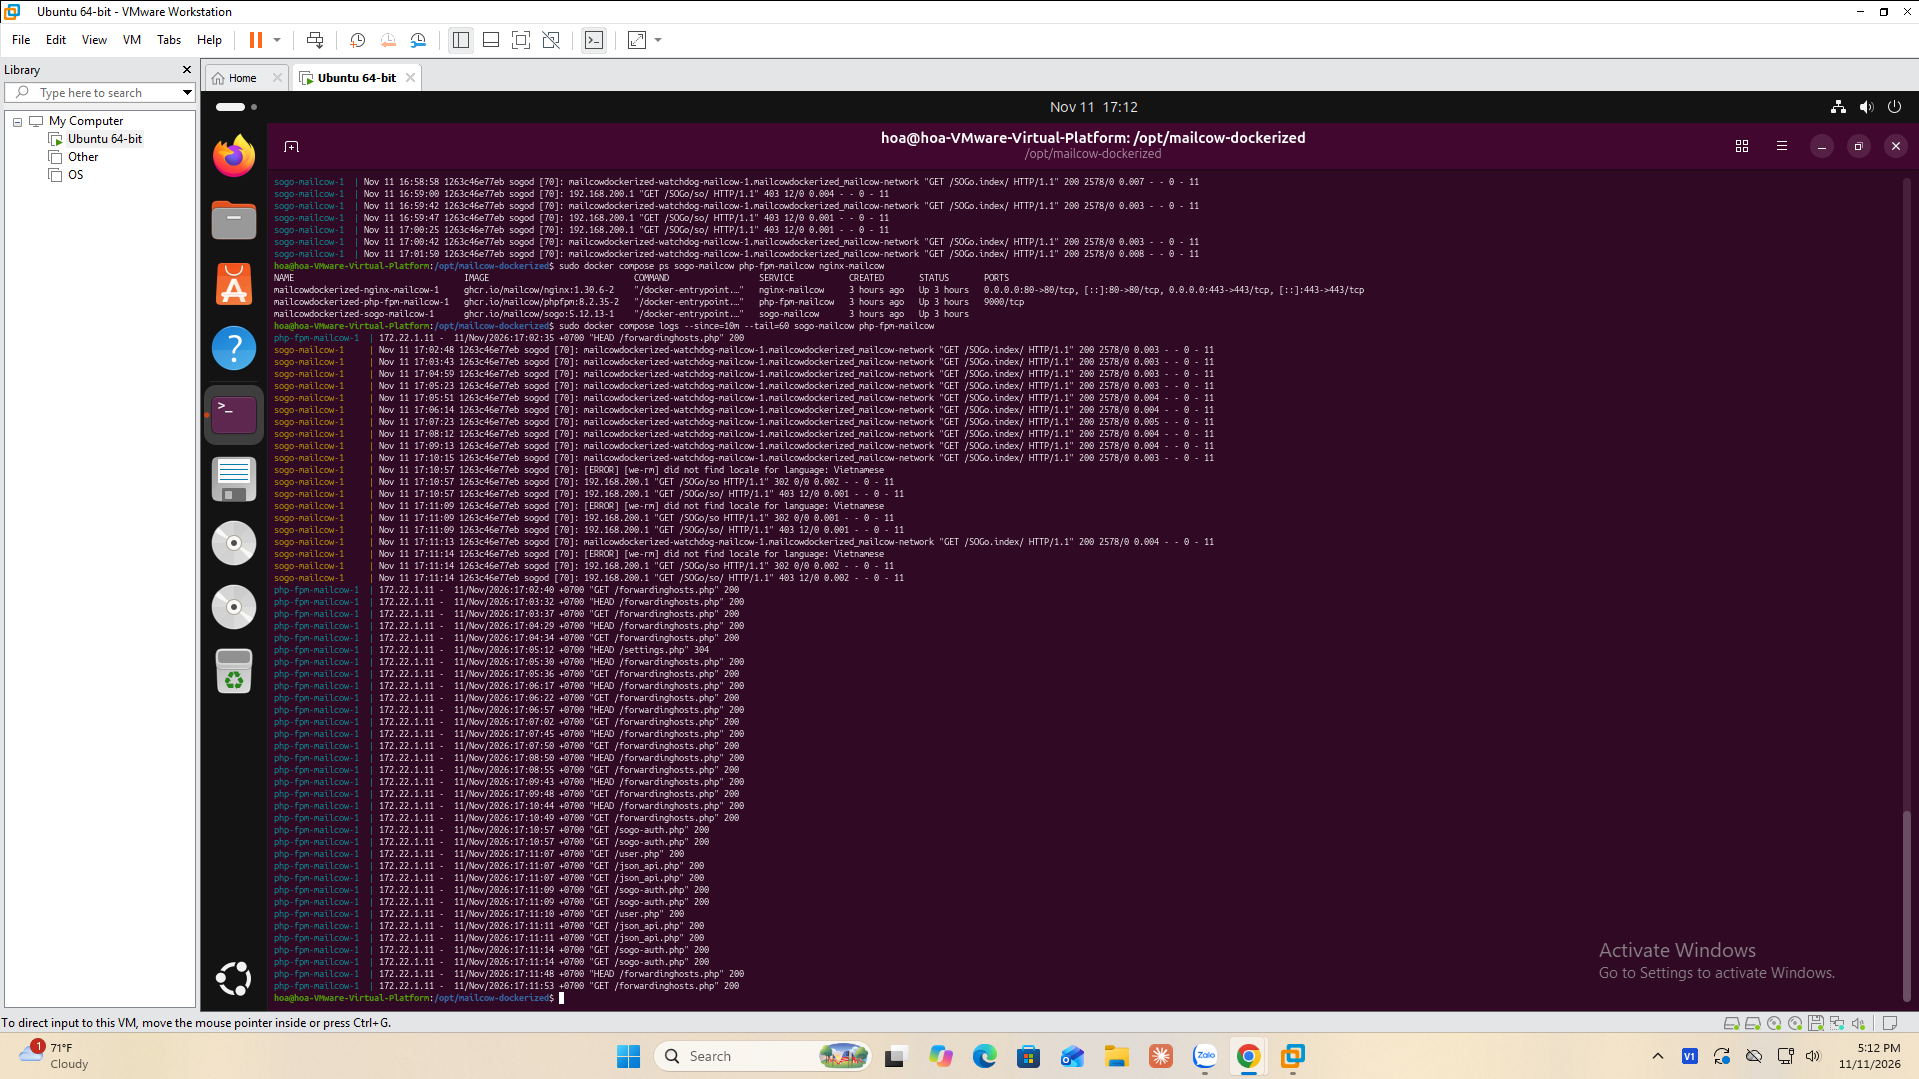 Ubuntu 64-bit - VMware Workstation
File Edit View VM Tabs Help
Library
Type here to search
My Computer
Ubuntu 64-bit
Other
OS
Home
Ubuntu 64-bit
Nov 11 17:12
hoa@hoa-VMware-Virtual-Platform: /opt/mailcow-dockerized
/opt/mailcow-dockerized
sogo-mailcow-1 | Nov 11 16:58:58 1263c46e77eb sogod [70]: mailcowdockerized-watchdog-mailcow-1.mailcowdockerized_mailcow-network "GET /SOGo.index/ HTTP/1.1" 200 2578/0 0.007 - - 0 - 11
sogo-mailcow-1 | Nov 11 16:59:00 1263c46e77eb sogod [70]: 192.168.200.1 "GET /SOGo/so/ HTTP/1.1" 403 12/0 0.004 - - 0 - 11
sogo-mailcow-1 | Nov 11 16:59:42 1263c46e77eb sogod [70]: mailcowdockerized-watchdog-mailcow-1.mailcowdockerized_mailcow-network "GET /SOGo.index/ HTTP/1.1" 200 2578/0 0.003 - - 0 - 11
sogo-mailcow-1 | Nov 11 16:59:47 1263c46e77eb sogod [70]: 192.168.200.1 "GET /SOGo/so/ HTTP/1.1" 403 12/0 0.001 - - 0 - 11
sogo-mailcow-1 | Nov 11 17:00:25 1263c46e77eb sogod [70]: 192.168.200.1 "GET /SOGo/so/ HTTP/1.1" 403 12/0 0.001 - - 0 - 11
sogo-mailcow-1 | Nov 11 17:00:42 1263c46e77eb sogod [70]: mailcowdockerized-watchdog-mailcow-1.mailcowdockerized_mailcow-network "GET /SOGo.index/ HTTP/1.1" 200 2578/0 0.003 - - 0 - 11
sogo-mailcow-1 | Nov 11 17:01:50 1263c46e77eb sogod [70]: mailcowdockerized-watchdog-mailcow-1.mailcowdockerized_mailcow-network "GET /SOGo.index/ HTTP/1.1" 200 2578/0 0.008 - - 0 - 11
hoa@hoa-VMware-Virtual-Platform:/opt/mailcow-dockerized$ sudo docker compose ps sogo-mailcow php-fpm-mailcow nginx-mailcow
NAME IMAGE COMMAND SERVICE CREATED STATUS PORTS
mailcowdockerized-nginx-mailcow-1 ghcr.io/mailcow/nginx:1.30.6-2 "/docker-entrypoint.…" nginx-mailcow 3 hours ago Up 3 hours 0.0.0.0:80->80/tcp, [::]:80->80/tcp, 0.0.0.0:443->443/tcp, [::]:443->443/tcp
mailcowdockerized-php-fpm-mailcow-1 ghcr.io/mailcow/phpfpm:8.2.35-2 "/docker-entrypoint.…" php-fpm-mailcow 3 hours ago Up 3 hours 9000/tcp
mailcowdockerized-sogo-mailcow-1 ghcr.io/mailcow/sogo:5.12.13-1 "/docker-entrypoint.…" sogo-mailcow 3 hours ago Up 3 hours
hoa@hoa-VMware-Virtual-Platform:/opt/mailcow-dockerized$ sudo docker compose logs --since=10m --tail=60 sogo-mailcow php-fpm-mailcow
php-fpm-mailcow-1 | 172.22.1.11 - 11/Nov/2026:17:02:35 +0700 "HEAD /forwardinghosts.php" 200
sogo-mailcow-1 | Nov 11 17:02:48 1263c46e77eb sogod [70]: mailcowdockerized-watchdog-mailcow-1.mailcowdockerized_mailcow-network "GET /SOGo.index/ HTTP/1.1" 200 2578/0 0.003 - - 0 - 11
sogo-mailcow-1 | Nov 11 17:03:43 1263c46e77eb sogod [70]: mailcowdockerized-watchdog-mailcow-1.mailcowdockerized_mailcow-network "GET /SOGo.index/ HTTP/1.1" 200 2578/0 0.003 - - 0 - 11
sogo-mailcow-1 | Nov 11 17:04:59 1263c46e77eb sogod [70]: mailcowdockerized-watchdog-mailcow-1.mailcowdockerized_mailcow-network "GET /SOGo.index/ HTTP/1.1" 200 2578/0 0.003 - - 0 - 11
sogo-mailcow-1 | Nov 11 17:05:23 1263c46e77eb sogod [70]: mailcowdockerized-watchdog-mailcow-1.mailcowdockerized_mailcow-network "GET /SOGo.index/ HTTP/1.1" 200 2578/0 0.003 - - 0 - 11
sogo-mailcow-1 | Nov 11 17:05:51 1263c46e77eb sogod [70]: mailcowdockerized-watchdog-mailcow-1.mailcowdockerized_mailcow-network "GET /SOGo.index/ HTTP/1.1" 200 2578/0 0.004 - - 0 - 11
sogo-mailcow-1 | Nov 11 17:06:14 1263c46e77eb sogod [70]: mailcowdockerized-watchdog-mailcow-1.mailcowdockerized_mailcow-network "GET /SOGo.index/ HTTP/1.1" 200 2578/0 0.004 - - 0 - 11
sogo-mailcow-1 | Nov 11 17:07:23 1263c46e77eb sogod [70]: mailcowdockerized-watchdog-mailcow-1.mailcowdockerized_mailcow-network "GET /SOGo.index/ HTTP/1.1" 200 2578/0 0.005 - - 0 - 11
sogo-mailcow-1 | Nov 11 17:08:12 1263c46e77eb sogod [70]: mailcowdockerized-watchdog-mailcow-1.mailcowdockerized_mailcow-network "GET /SOGo.index/ HTTP/1.1" 200 2578/0 0.004 - - 0 - 11
sogo-mailcow-1 | Nov 11 17:09:13 1263c46e77eb sogod [70]: mailcowdockerized-watchdog-mailcow-1.mailcowdockerized_mailcow-network "GET /SOGo.index/ HTTP/1.1" 200 2578/0 0.004 - - 0 - 11
sogo-mailcow-1 | Nov 11 17:10:15 1263c46e77eb sogod [70]: mailcowdockerized-watchdog-mailcow-1.mailcowdockerized_mailcow-network "GET /SOGo.index/ HTTP/1.1" 200 2578/0 0.003 - - 0 - 11
sogo-mailcow-1 | Nov 11 17:10:57 1263c46e77eb sogod [70]: [ERROR] [we-rm] did not find locale for language: Vietnamese
sogo-mailcow-1 | Nov 11 17:10:57 1263c46e77eb sogod [70]: 192.168.200.1 "GET /SOGo/so HTTP/1.1" 302 0/0 0.002 - - 0 - 11
sogo-mailcow-1 | Nov 11 17:10:57 1263c46e77eb sogod [70]: 192.168.200.1 "GET /SOGo/so/ HTTP/1.1" 403 12/0 0.001 - - 0 - 11
sogo-mailcow-1 | Nov 11 17:11:09 1263c46e77eb sogod [70]: [ERROR] [we-rm] did not find locale for language: Vietnamese
sogo-mailcow-1 | Nov 11 17:11:09 1263c46e77eb sogod [70]: 192.168.200.1 "GET /SOGo/so HTTP/1.1" 302 0/0 0.001 - - 0 - 11
sogo-mailcow-1 | Nov 11 17:11:09 1263c46e77eb sogod [70]: 192.168.200.1 "GET /SOGo/so/ HTTP/1.1" 403 12/0 0.001 - - 0 - 11
sogo-mailcow-1 | Nov 11 17:11:13 1263c46e77eb sogod [70]: mailcowdockerized-watchdog-mailcow-1.mailcowdockerized_mailcow-network "GET /SOGo.index/ HTTP/1.1" 200 2578/0 0.004 - - 0 - 11
sogo-mailcow-1 | Nov 11 17:11:14 1263c46e77eb sogod [70]: [ERROR] [we-rm] did not find locale for language: Vietnamese
sogo-mailcow-1 | Nov 11 17:11:14 1263c46e77eb sogod [70]: 192.168.200.1 "GET /SOGo/so HTTP/1.1" 302 0/0 0.002 - - 0 - 11
sogo-mailcow-1 | Nov 11 17:11:14 1263c46e77eb sogod [70]: 192.168.200.1 "GET /SOGo/so/ HTTP/1.1" 403 12/0 0.002 - - 0 - 11
php-fpm-mailcow-1 | 172.22.1.11 - 11/Nov/2026:17:02:40 +0700 "GET /forwardinghosts.php" 200
php-fpm-mailcow-1 | 172.22.1.11 - 11/Nov/2026:17:03:32 +0700 "HEAD /forwardinghosts.php" 200
php-fpm-mailcow-1 | 172.22.1.11 - 11/Nov/2026:17:03:37 +0700 "GET /forwardinghosts.php" 200
php-fpm-mailcow-1 | 172.22.1.11 - 11/Nov/2026:17:04:29 +0700 "HEAD /forwardinghosts.php" 200
php-fpm-mailcow-1 | 172.22.1.11 - 11/Nov/2026:17:04:34 +0700 "GET /forwardinghosts.php" 200
php-fpm-mailcow-1 | 172.22.1.11 - 11/Nov/2026:17:05:12 +0700 "HEAD /settings.php" 304
php-fpm-mailcow-1 | 172.22.1.11 - 11/Nov/2026:17:05:30 +0700 "HEAD /forwardinghosts.php" 200
php-fpm-mailcow-1 | 172.22.1.11 - 11/Nov/2026:17:05:36 +0700 "GET /forwardinghosts.php" 200
php-fpm-mailcow-1 | 172.22.1.11 - 11/Nov/2026:17:06:17 +0700 "HEAD /forwardinghosts.php" 200
php-fpm-mailcow-1 | 172.22.1.11 - 11/Nov/2026:17:06:22 +0700 "GET /forwardinghosts.php" 200
php-fpm-mailcow-1 | 172.22.1.11 - 11/Nov/2026:17:06:57 +0700 "HEAD /forwardinghosts.php" 200
php-fpm-mailcow-1 | 172.22.1.11 - 11/Nov/2026:17:07:02 +0700 "GET /forwardinghosts.php" 200
php-fpm-mailcow-1 | 172.22.1.11 - 11/Nov/2026:17:07:45 +0700 "HEAD /forwardinghosts.php" 200
php-fpm-mailcow-1 | 172.22.1.11 - 11/Nov/2026:17:07:50 +0700 "GET /forwardinghosts.php" 200
php-fpm-mailcow-1 | 172.22.1.11 - 11/Nov/2026:17:08:50 +0700 "HEAD /forwardinghosts.php" 200
php-fpm-mailcow-1 | 172.22.1.11 - 11/Nov/2026:17:08:55 +0700 "GET /forwardinghosts.php" 200
php-fpm-mailcow-1 | 172.22.1.11 - 11/Nov/2026:17:09:43 +0700 "HEAD /forwardinghosts.php" 200
php-fpm-mailcow-1 | 172.22.1.11 - 11/Nov/2026:17:09:48 +0700 "GET /forwardinghosts.php" 200
php-fpm-mailcow-1 | 172.22.1.11 - 11/Nov/2026:17:10:44 +0700 "HEAD /forwardinghosts.php" 200
php-fpm-mailcow-1 | 172.22.1.11 - 11/Nov/2026:17:10:49 +0700 "GET /forwardinghosts.php" 200
php-fpm-mailcow-1 | 172.22.1.11 - 11/Nov/2026:17:10:57 +0700 "GET /sogo-auth.php" 200
php-fpm-mailcow-1 | 172.22.1.11 - 11/Nov/2026:17:10:57 +0700 "GET /sogo-auth.php" 200
php-fpm-mailcow-1 | 172.22.1.11 - 11/Nov/2026:17:11:07 +0700 "GET /user.php" 200
php-fpm-mailcow-1 | 172.22.1.11 - 11/Nov/2026:17:11:07 +0700 "GET /json_api.php" 200
php-fpm-mailcow-1 | 172.22.1.11 - 11/Nov/2026:17:11:07 +0700 "GET /json_api.php" 200
php-fpm-mailcow-1 | 172.22.1.11 - 11/Nov/2026:17:11:09 +0700 "GET /sogo-auth.php" 200
php-fpm-mailcow-1 | 172.22.1.11 - 11/Nov/2026:17:11:09 +0700 "GET /sogo-auth.php" 200
php-fpm-mailcow-1 | 172.22.1.11 - 11/Nov/2026:17:11:10 +0700 "GET /user.php" 200
php-fpm-mailcow-1 | 172.22.1.11 - 11/Nov/2026:17:11:11 +0700 "GET /json_api.php" 200
php-fpm-mailcow-1 | 172.22.1.11 - 11/Nov/2026:17:11:11 +0700 "GET /json_api.php" 200
php-fpm-mailcow-1 | 172.22.1.11 - 11/Nov/2026:17:11:14 +0700 "GET /sogo-auth.php" 200
php-fpm-mailcow-1 | 172.22.1.11 - 11/Nov/2026:17:11:14 +0700 "GET /sogo-auth.php" 200
php-fpm-mailcow-1 | 172.22.1.11 - 11/Nov/2026:17:11:48 +0700 "HEAD /forwardinghosts.php" 200
php-fpm-mailcow-1 | 172.22.1.11 - 11/Nov/2026:17:11:53 +0700 "GET /forwardinghosts.php" 200
hoa@hoa-VMware-Virtual-Platform:/opt/mailcow-dockerized$
Activate Windows
Go to Settings to activate Windows.
To direct input to this VM, move the mouse pointer inside or press Ctrl+G.
1
71°F
Cloudy
Search
Zalo
V1
5:12 PM
11/11/2026